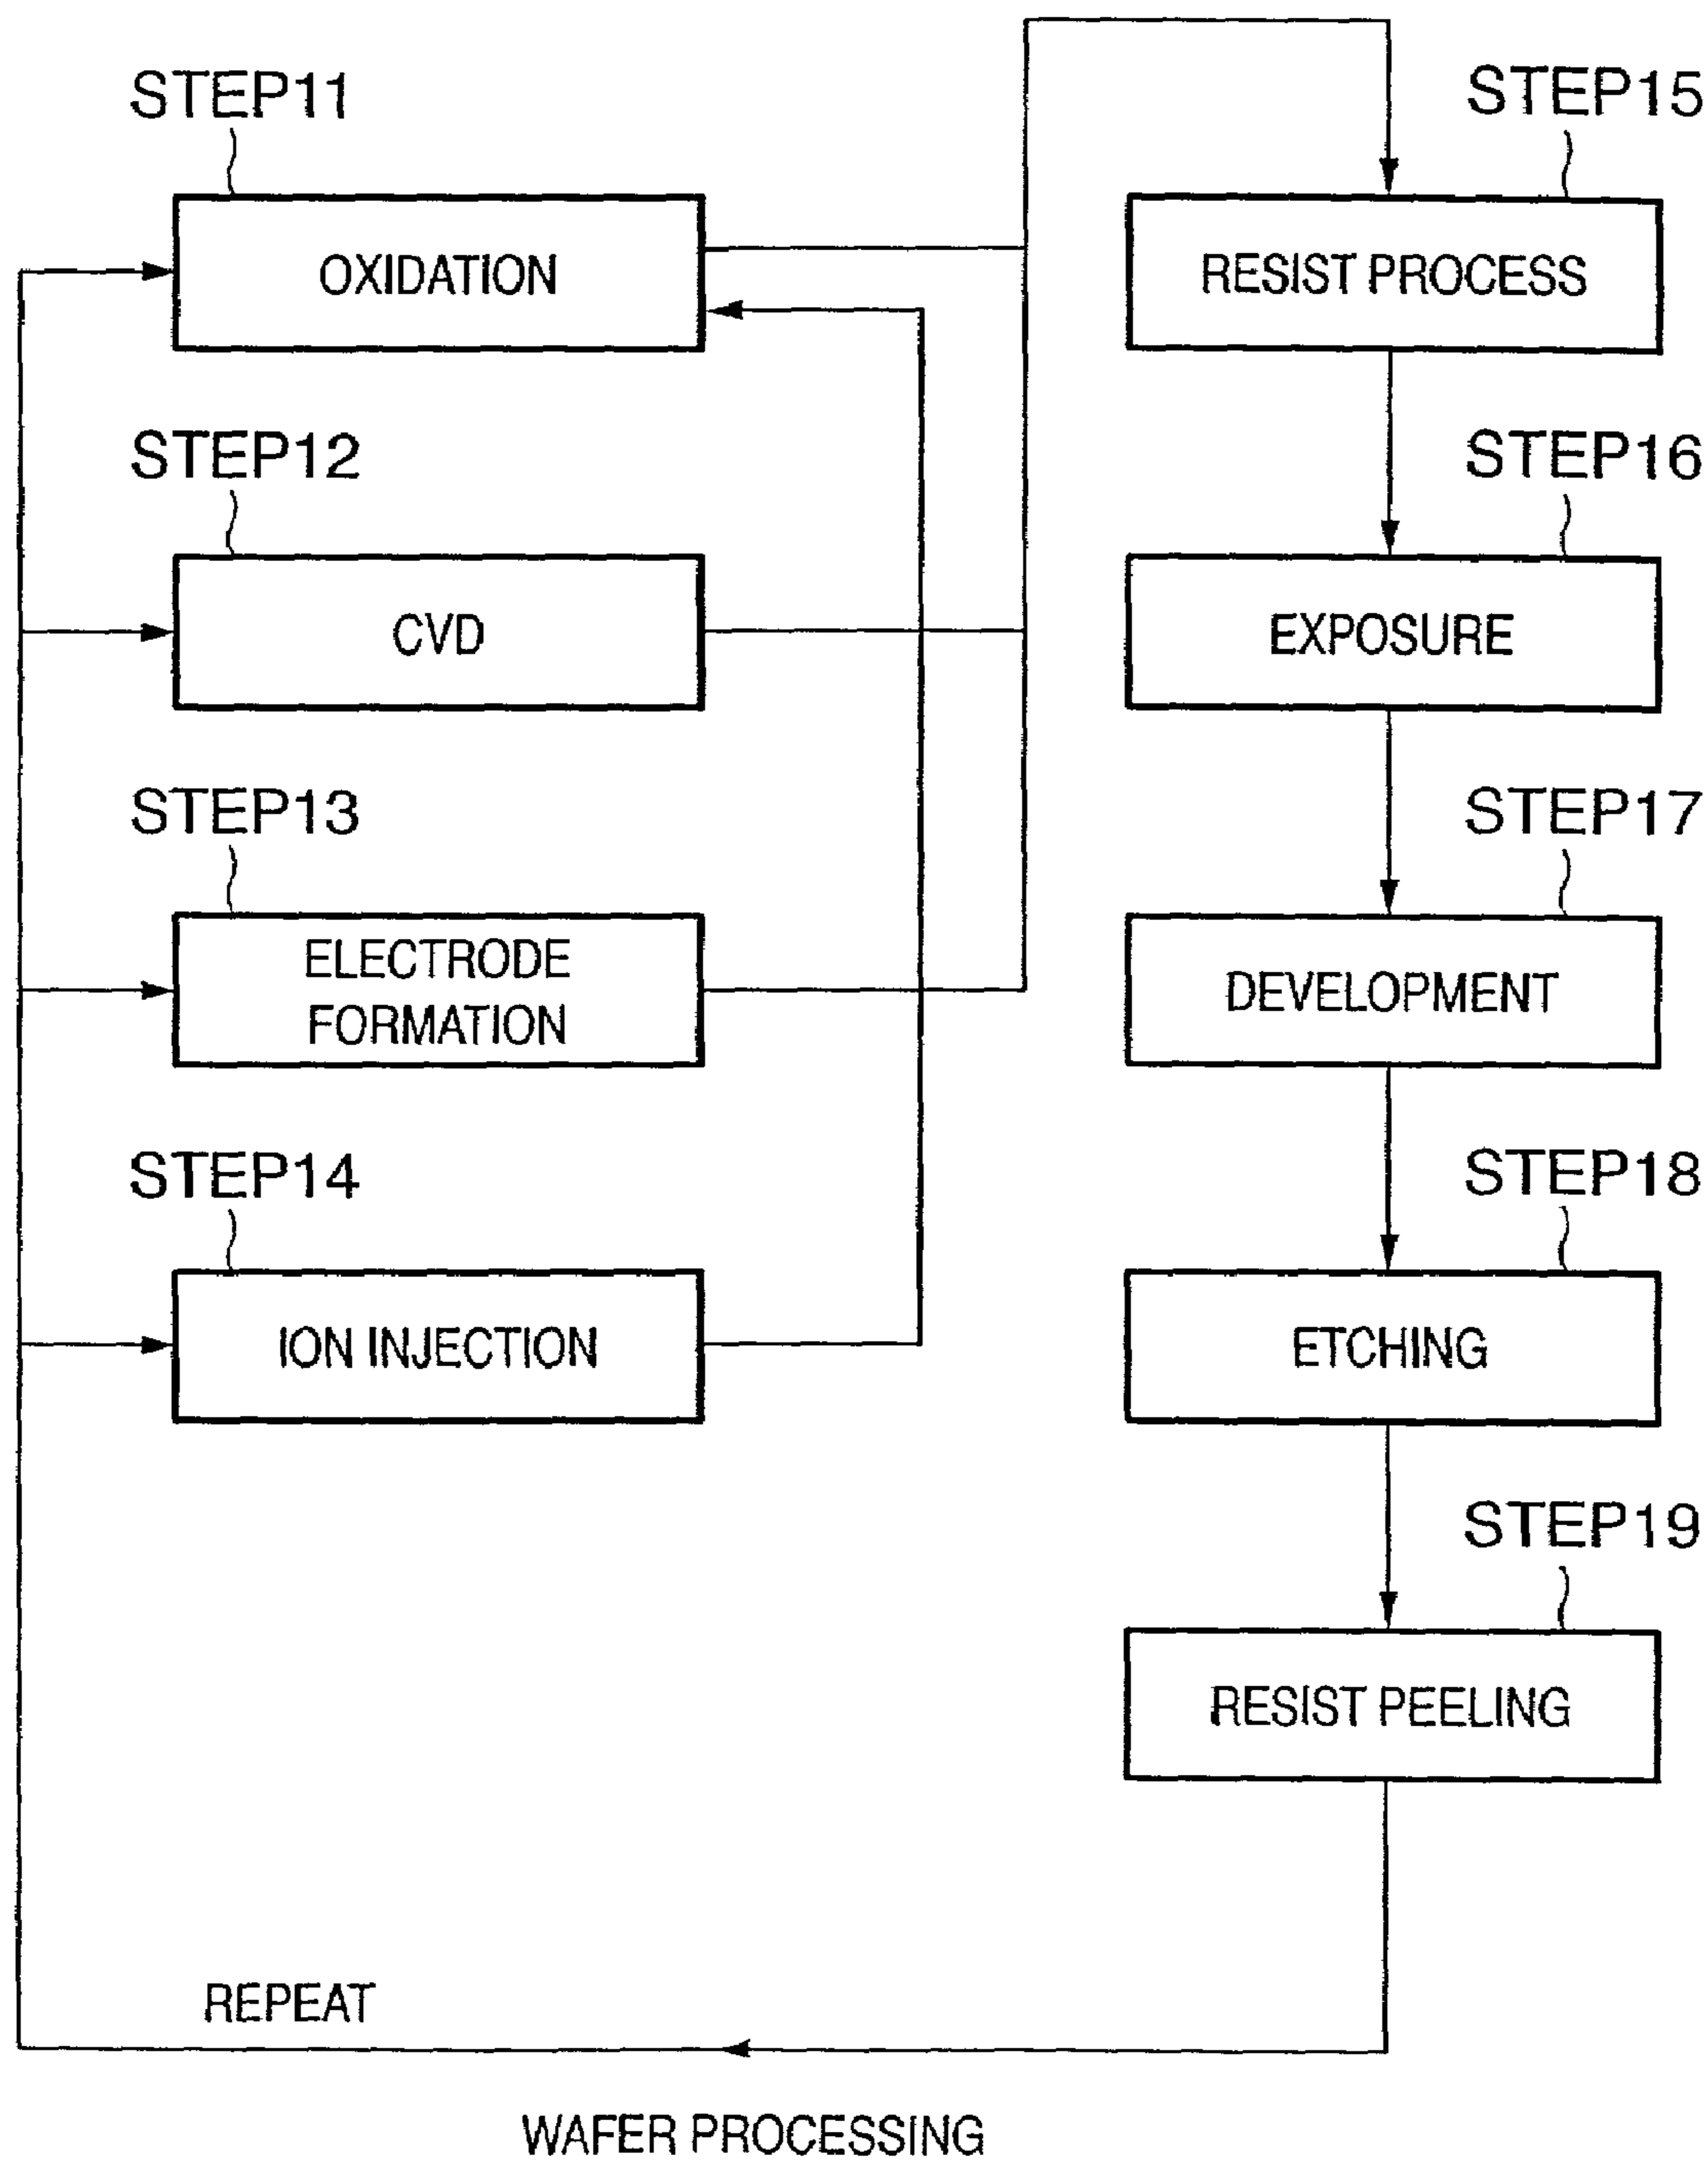 STEP11
OXIDATION
STEP12
CVD
STEP13
ELECTRODE
FORMATION
STEP14
ION INJECTION
STEP15
RESIST PROCESS
STEP16
EXPOSURE
STEP17
DEVELOPMENT
STEP18
ETCHING
STEP19
RESIST PEELING
REPEAT
WAFER PROCESSING